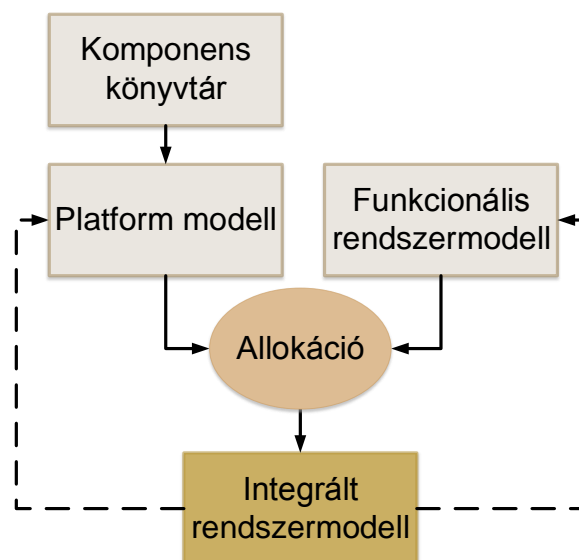 Komponens
könyvtár
Platform modell
Funkcionális
rendszermodell
Allokáció
Integrált
rendszermodell